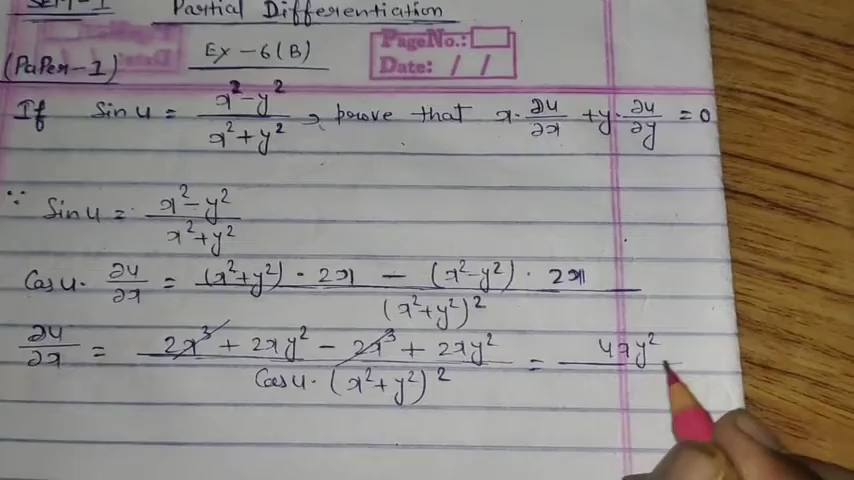 SEM-I Partial Differentiation
(PaPer-1) Ex-6(B) PageNo.:
Date: / /
If Sin u = x²-y² / x²+y², prove that x·∂u/∂x + y·∂u/∂y = 0
∵ Sin u = x²-y² / x²+y²
Cos u · ∂u/∂x = (x²+y²)·2x - (x²-y²)·2x / (x²+y²)²
∂u/∂x = 2x³ + 2xy² - 2x³ + 2xy² / Cos u·(x²+y²)² = 4xy²